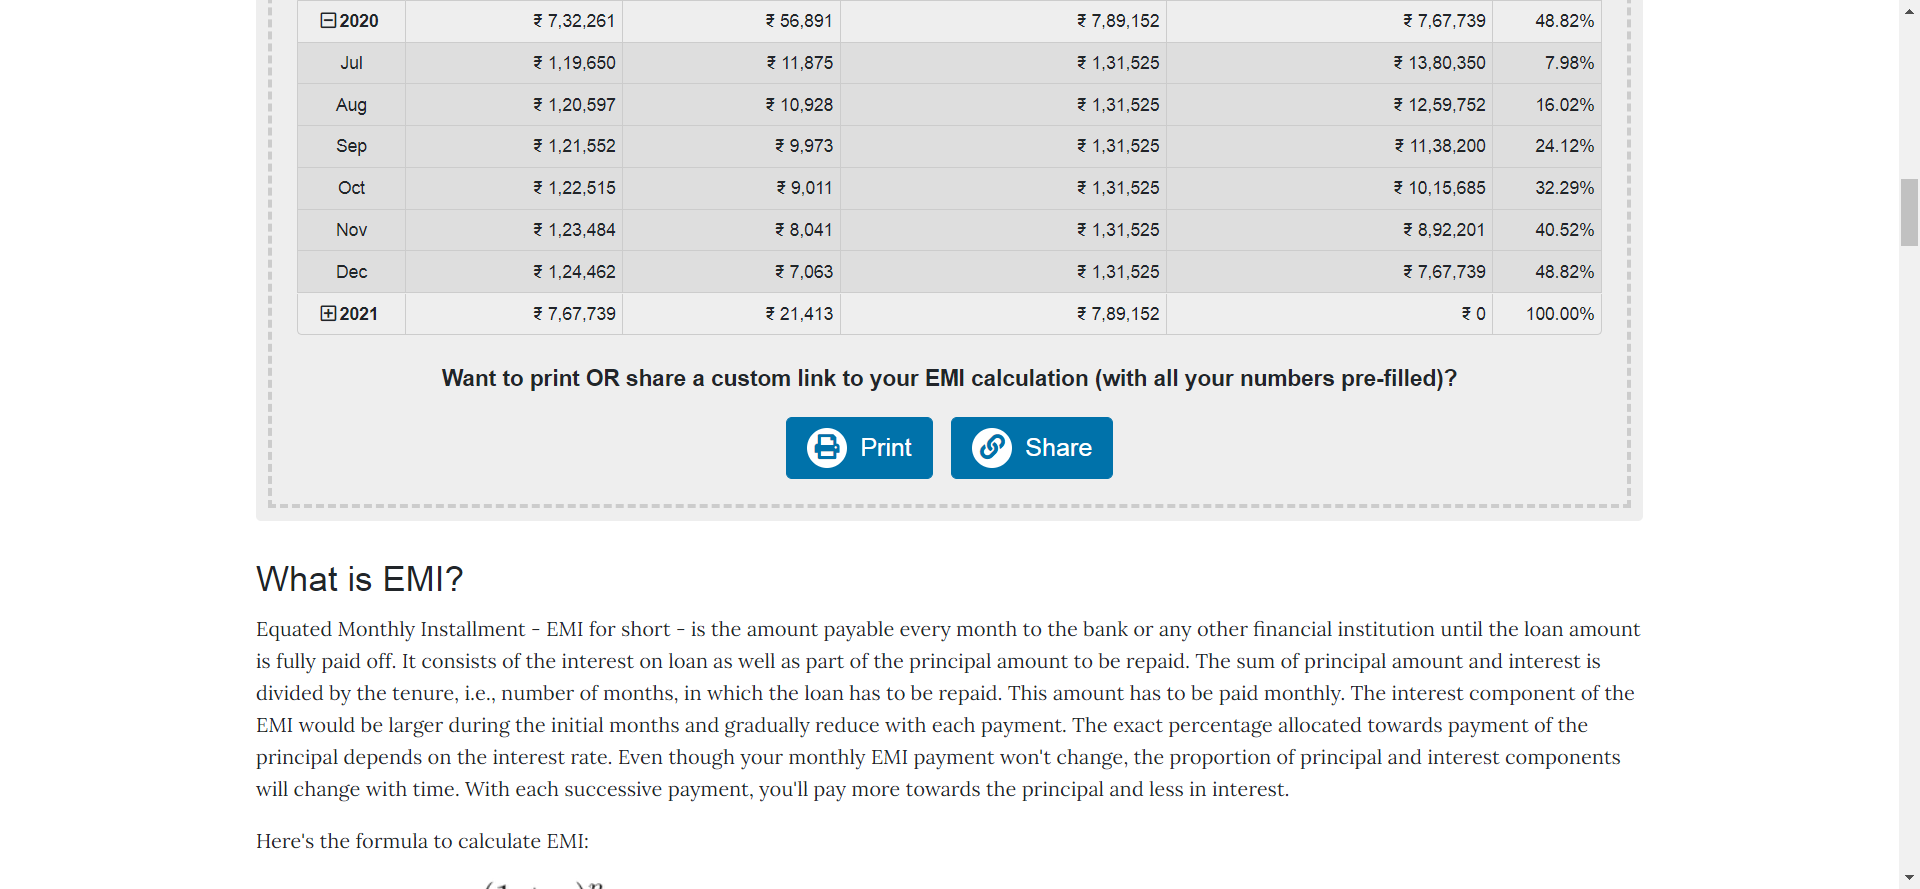 2020 ₹ 7,32,261 ₹ 56,891 ₹ 7,89,152 ₹ 7,67,739 48.82%
Jul ₹ 1,19,650 ₹ 11,875 ₹ 1,31,525 ₹ 13,80,350 7.98%
Aug ₹ 1,20,597 ₹ 10,928 ₹ 1,31,525 ₹ 12,59,752 16.02%
Sep ₹ 1,21,552 ₹ 9,973 ₹ 1,31,525 ₹ 11,38,200 24.12%
Oct ₹ 1,22,515 ₹ 9,011 ₹ 1,31,525 ₹ 10,15,685 32.29%
Nov ₹ 1,23,484 ₹ 8,041 ₹ 1,31,525 ₹ 8,92,201 40.52%
Dec ₹ 1,24,462 ₹ 7,063 ₹ 1,31,525 ₹ 7,67,739 48.82%
2021 ₹ 7,67,739 ₹ 21,413 ₹ 7,89,152 ₹ 0 100.00%
Want to print OR share a custom link to your EMI calculation (with all your numbers pre-filled)?
Print Share
What is EMI?
Equated Monthly Installment - EMI for short - is the amount payable every month to the bank or any other financial institution until the loan amount
is fully paid off. It consists of the interest on loan as well as part of the principal amount to be repaid. The sum of principal amount and interest is
divided by the tenure, i.e., number of months, in which the loan has to be repaid. This amount has to be paid monthly. The interest component of the
EMI would be larger during the initial months and gradually reduce with each payment. The exact percentage allocated towards payment of the
principal depends on the interest rate. Even though your monthly EMI payment won't change, the proportion of principal and interest components
will change with time. With each successive payment, you'll pay more towards the principal and less in interest.
Here's the formula to calculate EMI: